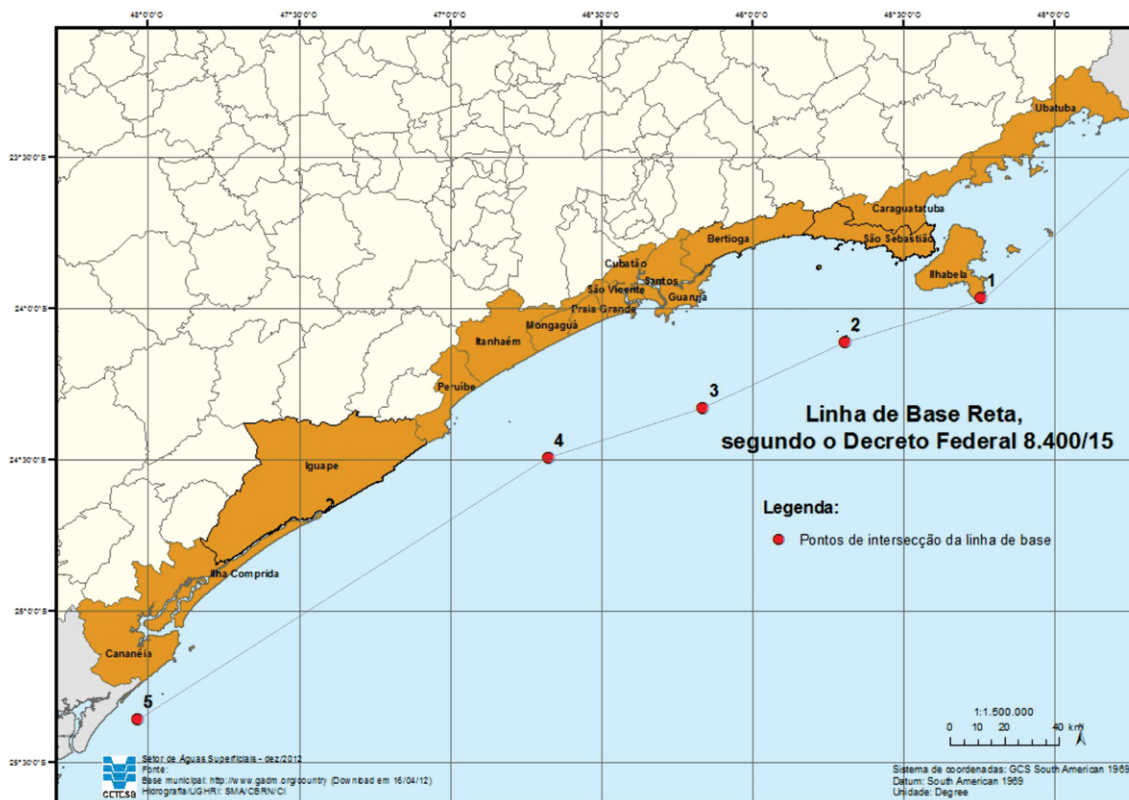 48°0'0"O 47°30'0"O 47°0'0"O 46°30'0"O 46°0'0"O 45°30'0"O 45°0'0"O
Ubatuba
23°30'0"S
Caraguatatuba
Bertioga
São Sebastião
Cubatão
Santos
Ilhabela
1
São Vicente
Guarujá
24°0'0"S
Praia Grande
Mongaguá
2
Itanhaém
Peruíbe
3
Linha de Base Reta,
segundo o Decreto Federal 8.400/15
4
24°30'0"S
Iguape
Legenda:
Pontos de intersecção da linha de base
Ilha Comprida
25°0'0"S
Cananéia
5
1:1.500.000
0 10 20 40 km
25°30'0"S
CETESB
Setor de Águas Superficiais - dez/2012
Fonte:
Base municipal: http://www.gadm.org/country (Download em 16/04/12)
Hidrografia/UGHRI: SMA/CBRN/CI
Sistema de coordenadas: GCS South American 1969
Datum: South American 1969
Unidade: Degree